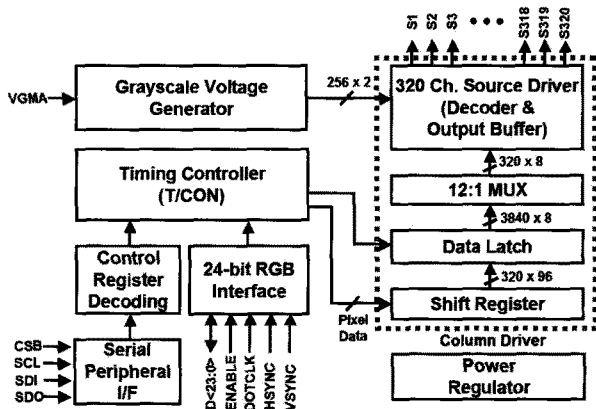 S1
S2
S3
S318
S319
S320
VGMA
Grayscale Voltage
Generator
256 x 2
320 Ch. Source Driver
(Decoder &
Output Buffer)
320 x 8
12:1 MUX
3840 x 8
Data Latch
320 x 96
Shift Register
Column Driver
Timing Controller
(T/CON)
Control
Register
Decoding
24-bit RGB
Interface
Pixel
Data
CSB
SCL
SDI
SDO
Serial
Peripheral
I/F
D<23:0>
ENABLE
DOTCLK
HSYNC
VSYNC
Power
Regulator